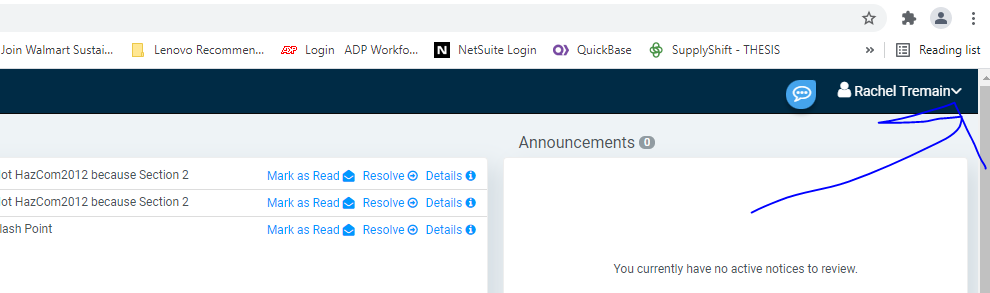 Join Walmart Sustai... Lenovo Recommen... ADP Login ADP Workfo... N NetSuite Login QuickBase SupplyShift - THESIS » Reading list
Rachel Tremain
Announcements 0
ot HazCom2012 because Section 2 Mark as Read Resolve Details
ot HazCom2012 because Section 2 Mark as Read Resolve Details
lash Point Mark as Read Resolve Details
You currently have no active notices to review.